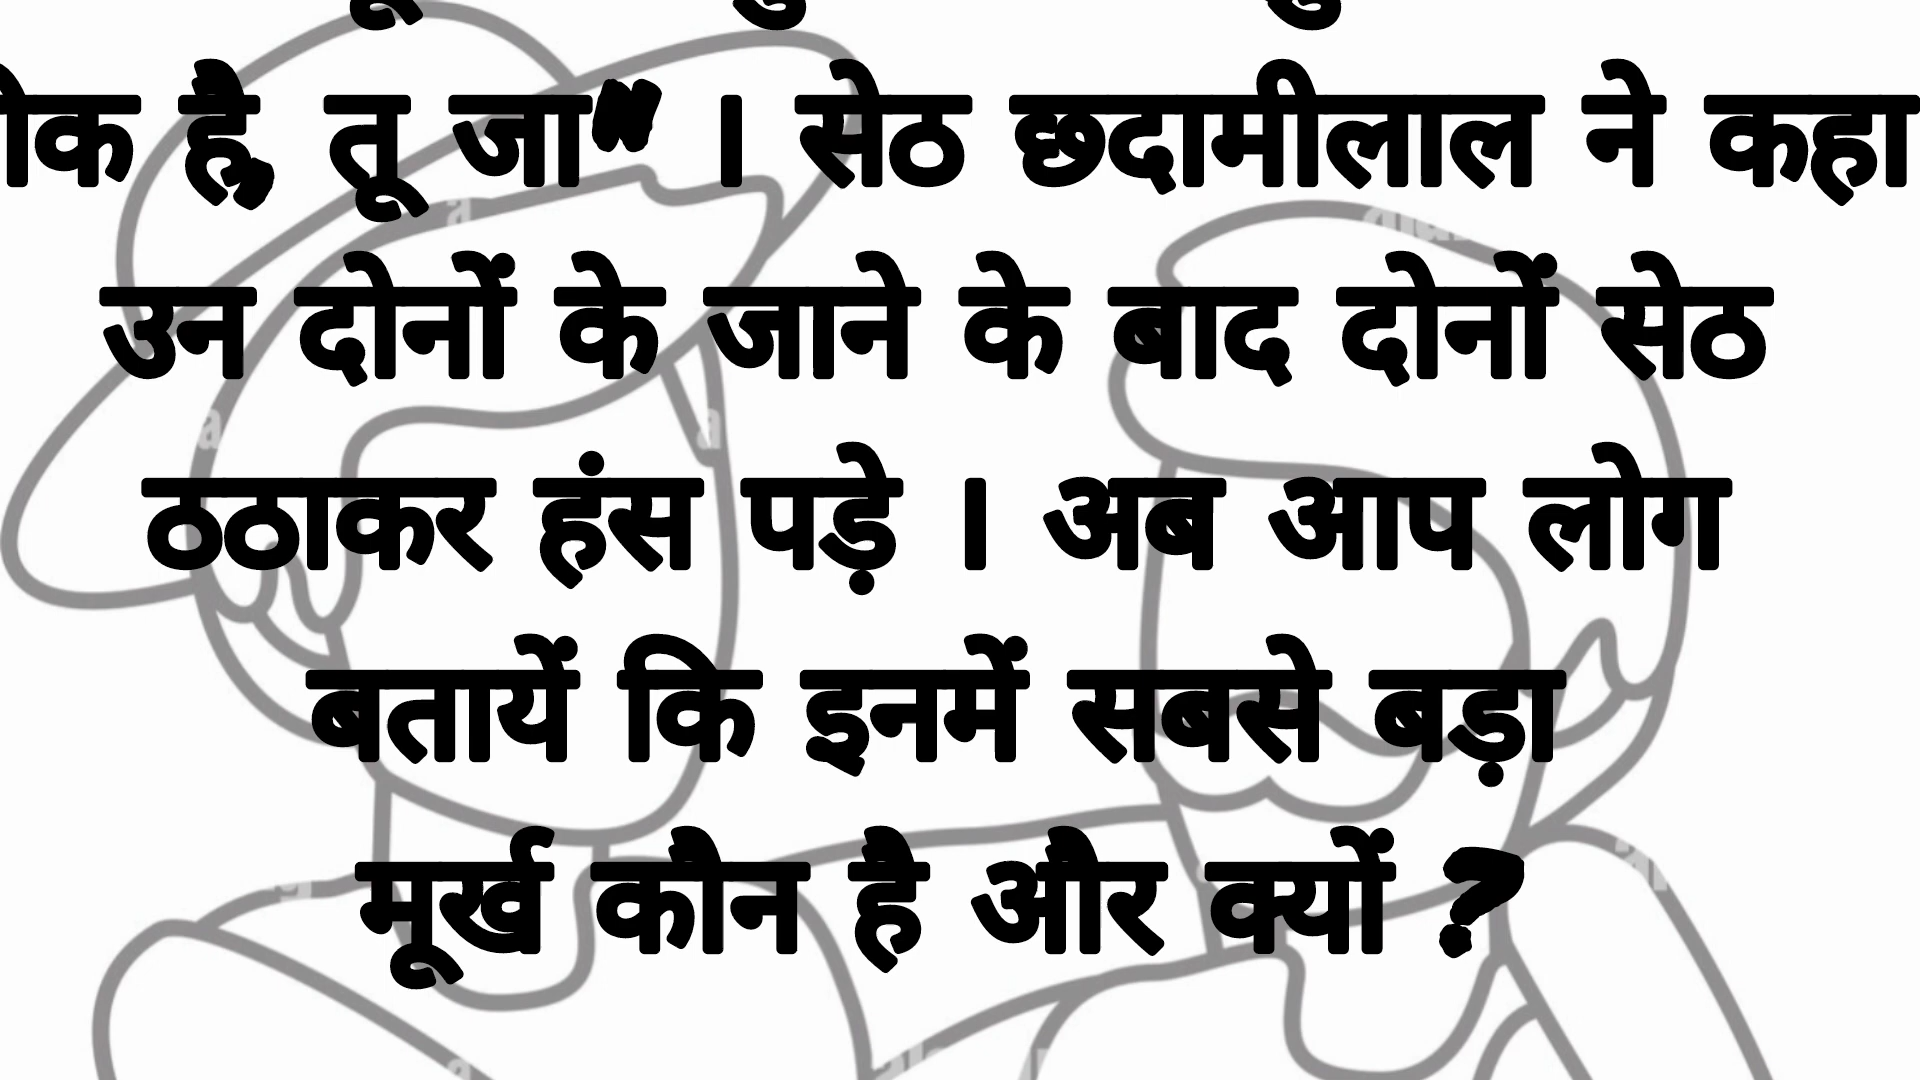 है, तू जा" । सेठ छदामीलाल ने कहा
उन दोनों के जाने के बाद दोनों सेठ
ठठाकर हंस पड़े । अब आप लोग
बतायें कि इनमें सबसे बड़ा
मूर्ख कौन है और क्यों ?